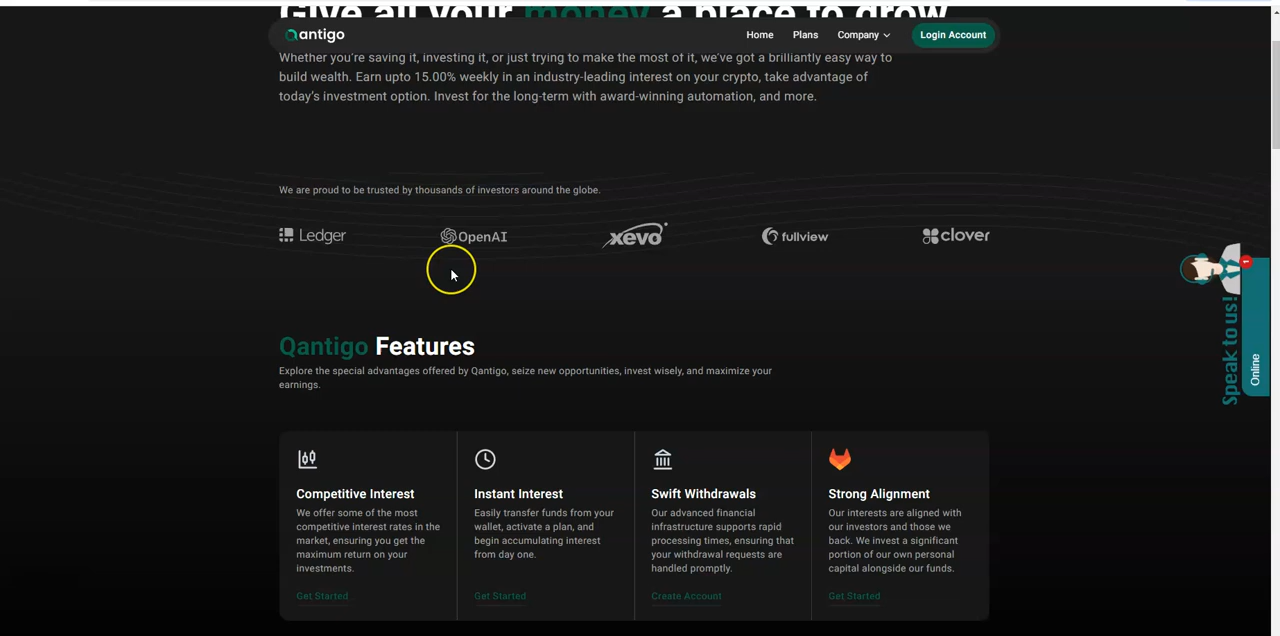 Give all your money a place to grow
Qantigo
Home
Plans
Company
Login Account
Whether you're saving it, investing it, or just trying to make the most of it, we've got a brilliantly easy way to
build wealth. Earn upto 15.00% weekly in an industry-leading interest on your crypto, take advantage of
today's investment option. Invest for the long-term with award-winning automation, and more.
We are proud to be trusted by thousands of investors around the globe.
Ledger
OpenAI
xevo
fullview
clover
Speak to us!
1
Online
Qantigo Features
Explore the special advantages offered by Qantigo, seize new opportunities, invest wisely, and maximize your
earnings.
Competitive Interest
We offer some of the most
competitive interest rates in the
market, ensuring you get the
maximum return on your
investments.
Get Started
Instant Interest
Easily transfer funds from your
wallet, activate a plan, and
begin accumulating interest
from day one.
Get Started
Swift Withdrawals
Our advanced financial
infrastructure supports rapid
processing times, ensuring that
your withdrawal requests are
handled promptly.
Create Account
Strong Alignment
Our interests are aligned with
our investors and those we
back. We invest a significant
portion of our own personal
capital alongside our funds.
Get Started